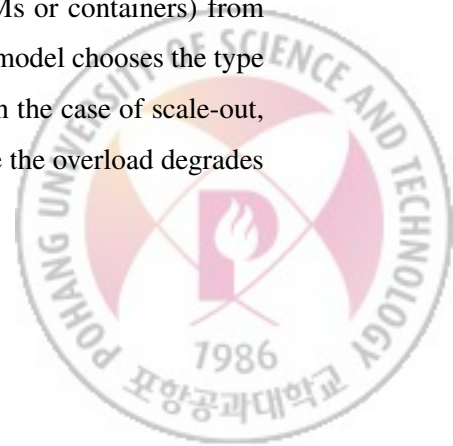 Ms or containers) from
model chooses the type
n the case of scale-out,
e the overload degrades
POHANG UNIVERSITY OF SCIENCE AND TECHNOLOGY
1986
포항공과대학교